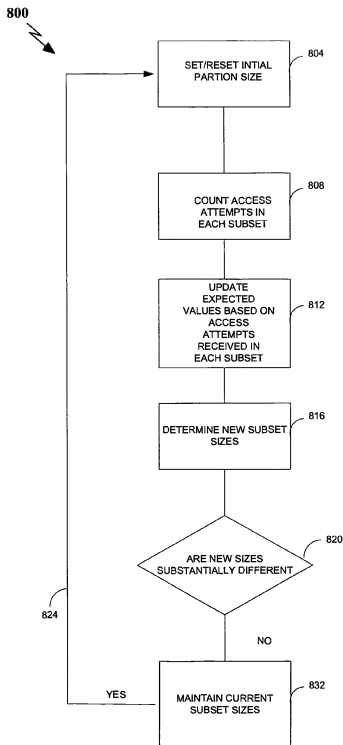 800
SET/RESET INTIAL
PARTION SIZE
804
COUNT ACCESS
ATTEMPTS IN
EACH SUBSET
808
UPDATE
EXPECTED
VALUES BASED ON
ACCESS
ATTEMPTS
RECEIVED IN
EACH SUBSET
812
DETERMINE NEW SUBSET
SIZES
816
ARE NEW SIZES
SUBSTANTIALLY DIFFERENT
820
824
NO
YES
MAINTAIN CURRENT
SUBSET SIZES
832